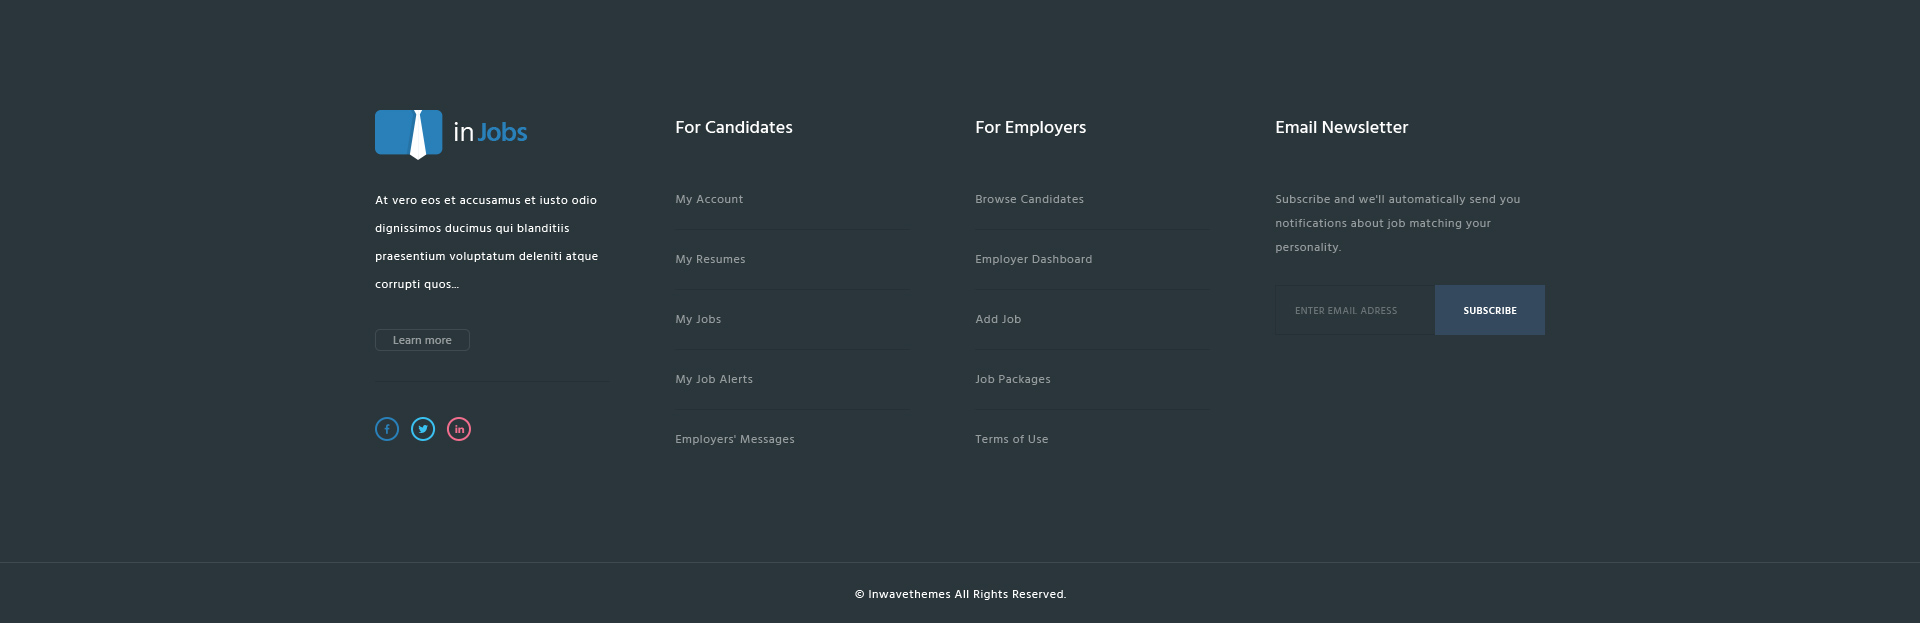 in Jobs
At vero eos et accusamus et iusto odio
dignissimos ducimus qui blanditiis
praesentium voluptatum deleniti atque
corrupti quos...
Learn more
For Candidates
My Account
My Resumes
My Jobs
My Job Alerts
Employers' Messages
For Employers
Browse Candidates
Employer Dashboard
Add Job
Job Packages
Terms of Use
Email Newsletter
Subscribe and we'll automatically send you
notifications about job matching your
personality.
ENTER EMAIL ADRESS
SUBSCRIBE
© Inwavethemes All Rights Reserved.